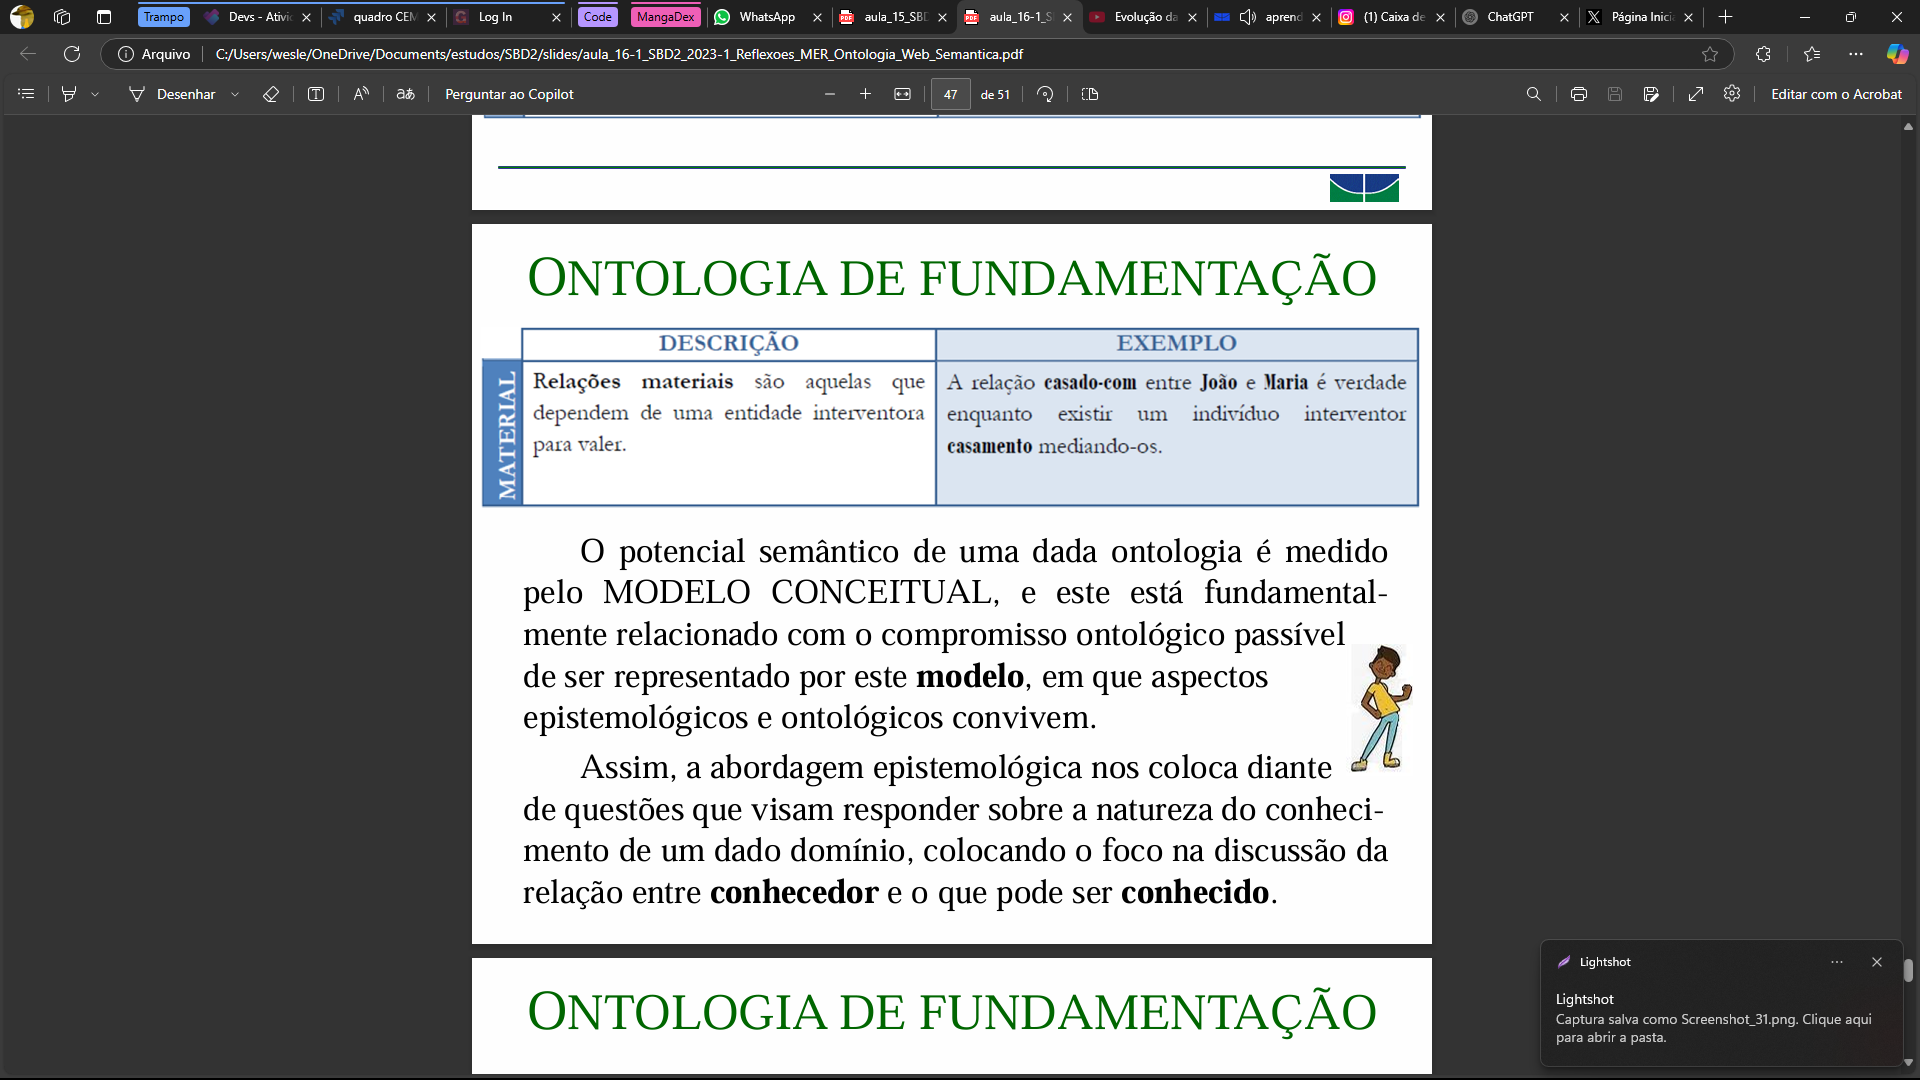 Trampo
Devs - Ativi
quadro CEM
Log In
Code
MangaDex
WhatsApp
aula_15_SBD
aula_16-1_S
Evolução da
aprend
(1) Caixa de
ChatGPT
Página Inici
Arquivo
C:/Users/wesle/OneDrive/Documents/estudos/SBD2/slides/aula_16-1_SBD2_2023-1_Reflexoes_MER_Ontologia_Web_Semantica.pdf
Desenhar
Perguntar ao Copilot
47
de 51
Editar com o Acrobat
ONTOLOGIA DE FUNDAMENTAÇÃO
DESCRIÇÃO
EXEMPLO
MATERIAL
Relações materiais são aquelas que
dependem de uma entidade interventora
para valer.
A relação casado-com entre João e Maria é verdade
enquanto existir um indivíduo interventor
casamento mediando-os.
O potencial semântico de uma dada ontologia é medido
pelo MODELO CONCEITUAL, e este está fundamental-
mente relacionado com o compromisso ontológico passível
de ser representado por este modelo, em que aspectos
epistemológicos e ontológicos convivem.
Assim, a abordagem epistemológica nos coloca diante
de questões que visam responder sobre a natureza do conheci-
mento de um dado domínio, colocando o foco na discussão da
relação entre conhecedor e o que pode ser conhecido.
ONTOLOGIA DE FUNDAMENTAÇÃO
Lightshot
Lightshot
Captura salva como Screenshot_31.png. Clique aqui
para abrir a pasta.